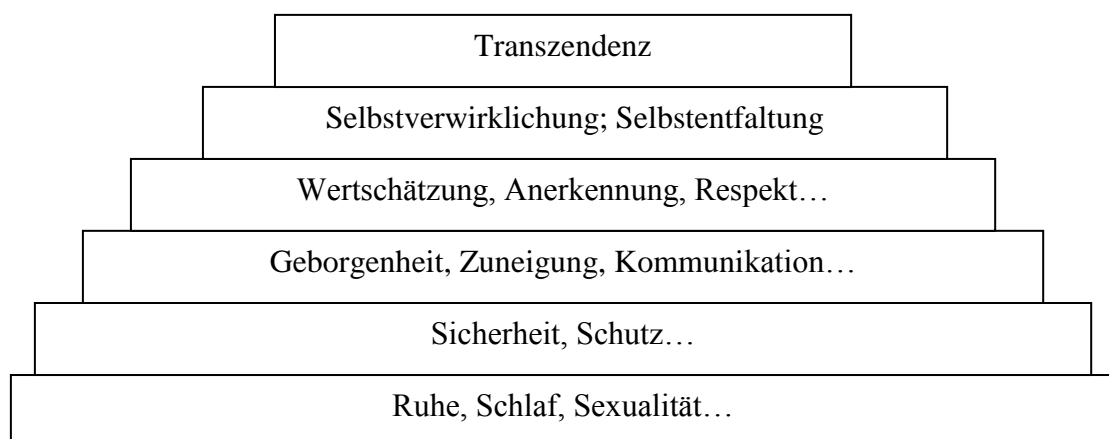 Transzendenz
Selbstverwirklichung; Selbstentfaltung
Wertschätzung, Anerkennung, Respekt…
Geborgenheit, Zuneigung, Kommunikation…
Sicherheit, Schutz…
Ruhe, Schlaf, Sexualität…